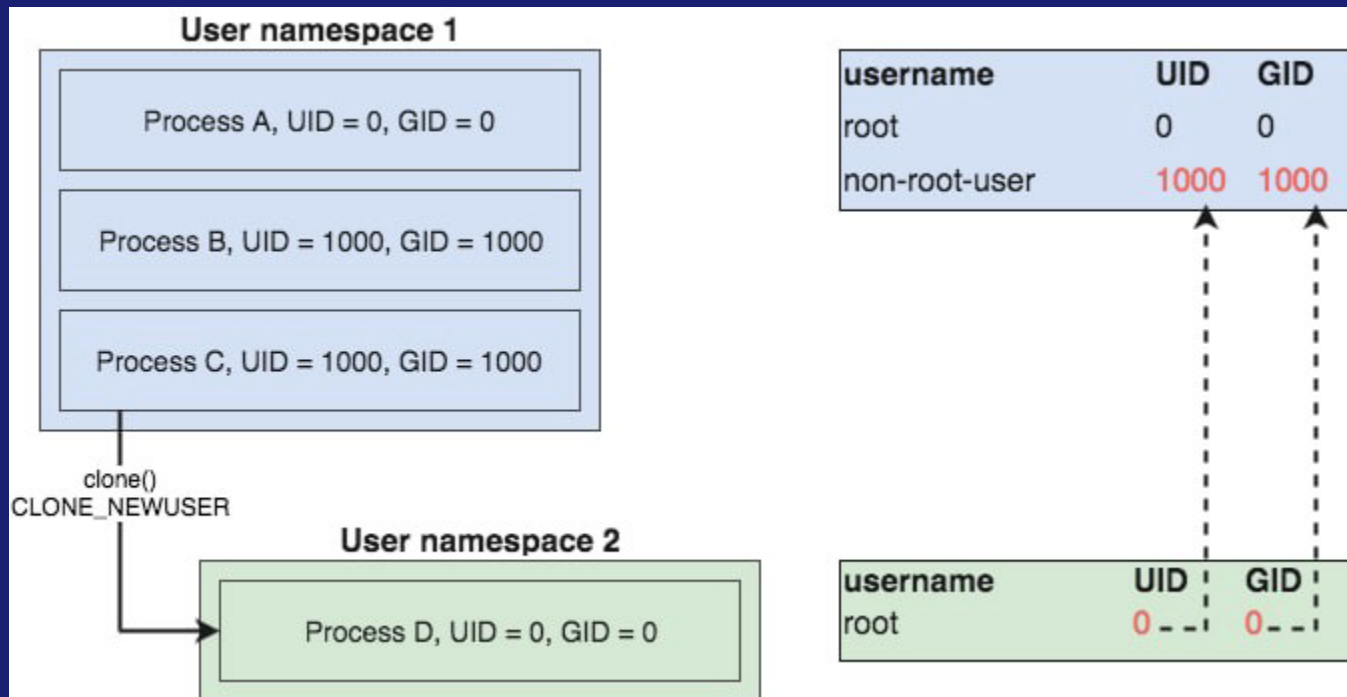 User namespace 1
Process A, UID = 0, GID = 0
Process B, UID = 1000, GID = 1000
Process C, UID = 1000, GID = 1000
clone()
CLONE_NEWUSER
User namespace 2
Process D, UID = 0, GID = 0
username UID GID
root 0 0
non-root-user 1000 1000
username UID GID
root 0 0